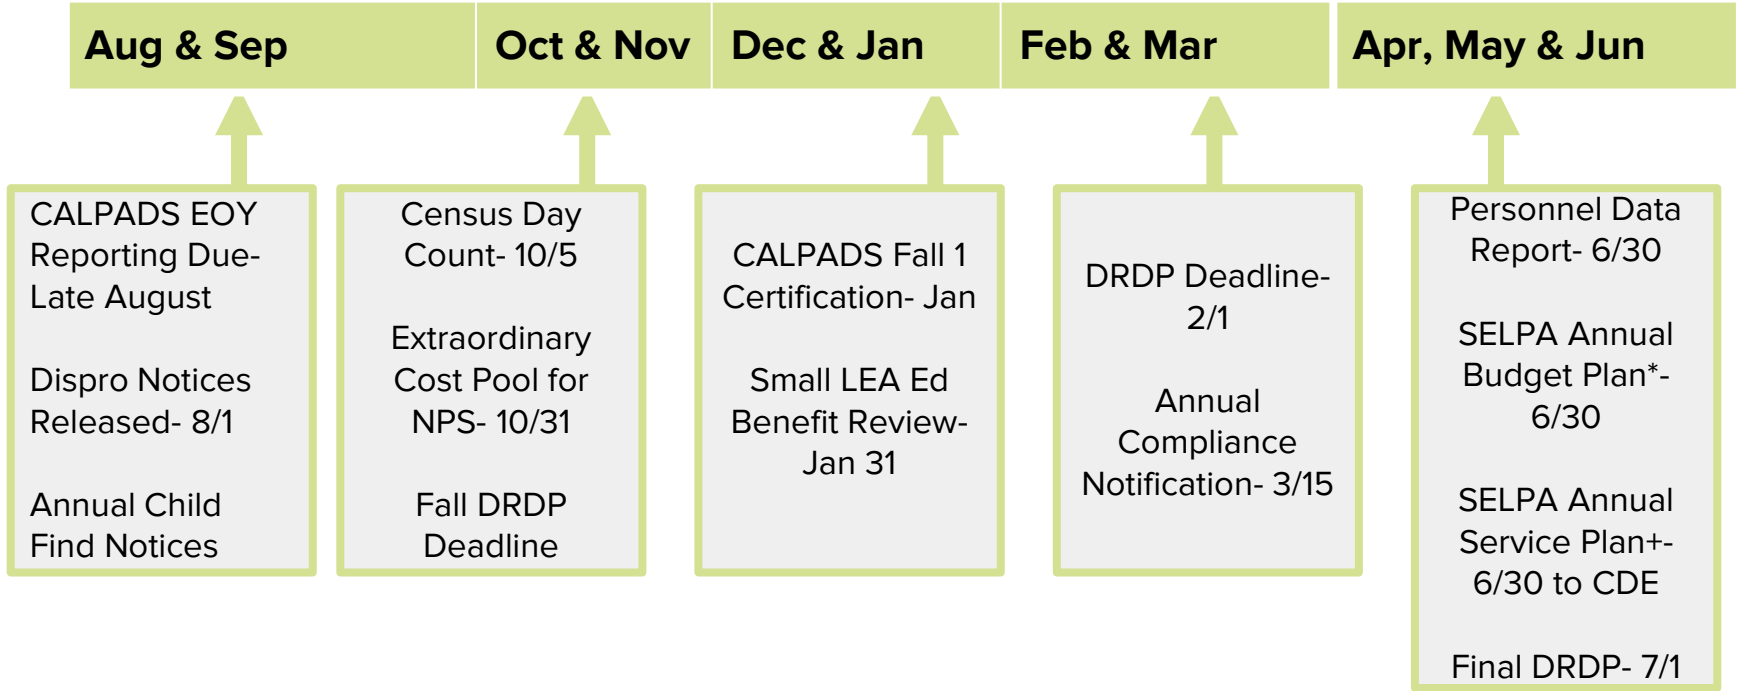 Aug & Sep
Oct & Nov
Dec & Jan
Feb & Mar
Apr, May & Jun
CALPADS EOY
Reporting Due-
Late August
Dispro Notices
Released- 8/1
Annual Child
Find Notices
Census Day
Count- 10/5
Extraordinary
Cost Pool for
NPS- 10/31
Fall DRDP
Deadline
CALPADS Fall 1
Certification- Jan
Small LEA Ed
Benefit Review-
Jan 31
DRDP Deadline-
2/1
Annual
Compliance
Notification- 3/15
Personnel Data
Report- 6/30
SELPA Annual
Budget Plan*-
6/30
SELPA Annual
Service Plan+-
6/30 to CDE
Final DRDP- 7/1